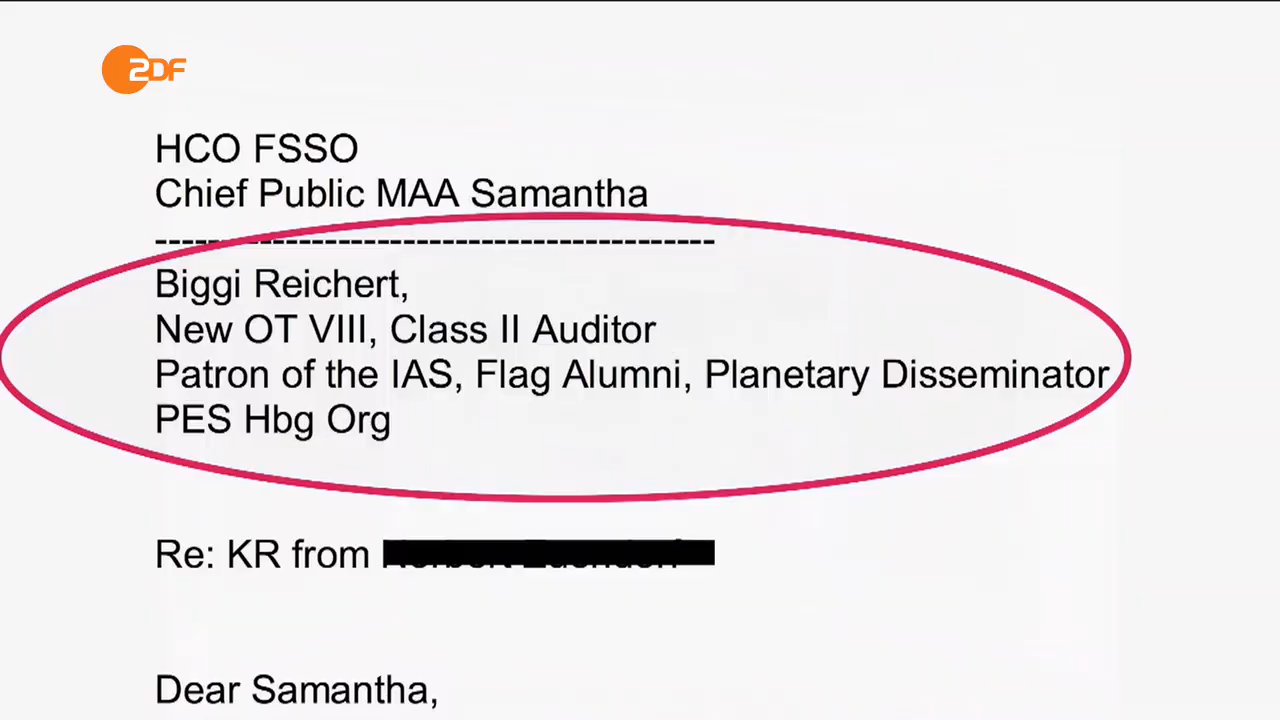 ZDF
HCO FSSO
Chief Public MAA Samantha
-------------------------------------------
Biggi Reichert,
New OT VIII, Class II Auditor
Patron of the IAS, Flag Alumni, Planetary Disseminator
PES Hbg Org
Re: KR from
Dear Samantha,